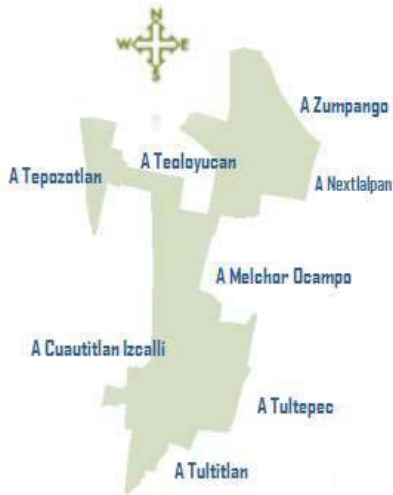 N
W E
S
A Zumpango
A Teoloyucan
A Tepozotlan
A Nextlalpan
A Melchor Ocampo
A Cuautitlan Izcalli
A Tultepec
A Tultitlan